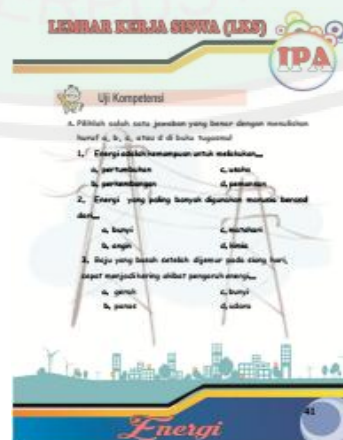 LEMBAR KERJA SISWA (LKS)
IPA
Uji Kompetensi
A. Pilihlah salah satu jawaban yang benar dengan menuliskan
huruf a, b, c, atau d di buku tugasmu!
1. Energi adalah kemampuan untuk melakukan...
a. pertumbuhan c. usaha
b. perkembangan d.
2. Energi yang paling banyak digunakan manusia berasal
dari...
a. bunyi c. matahari
b. angin d. kimia
3. Baju yang basah setelah dijemur pada siang hari,
cepat menjadi kering akibat pengaruh energi...
a. gerak c. bunyi
b. panas d. udara
41
Energi